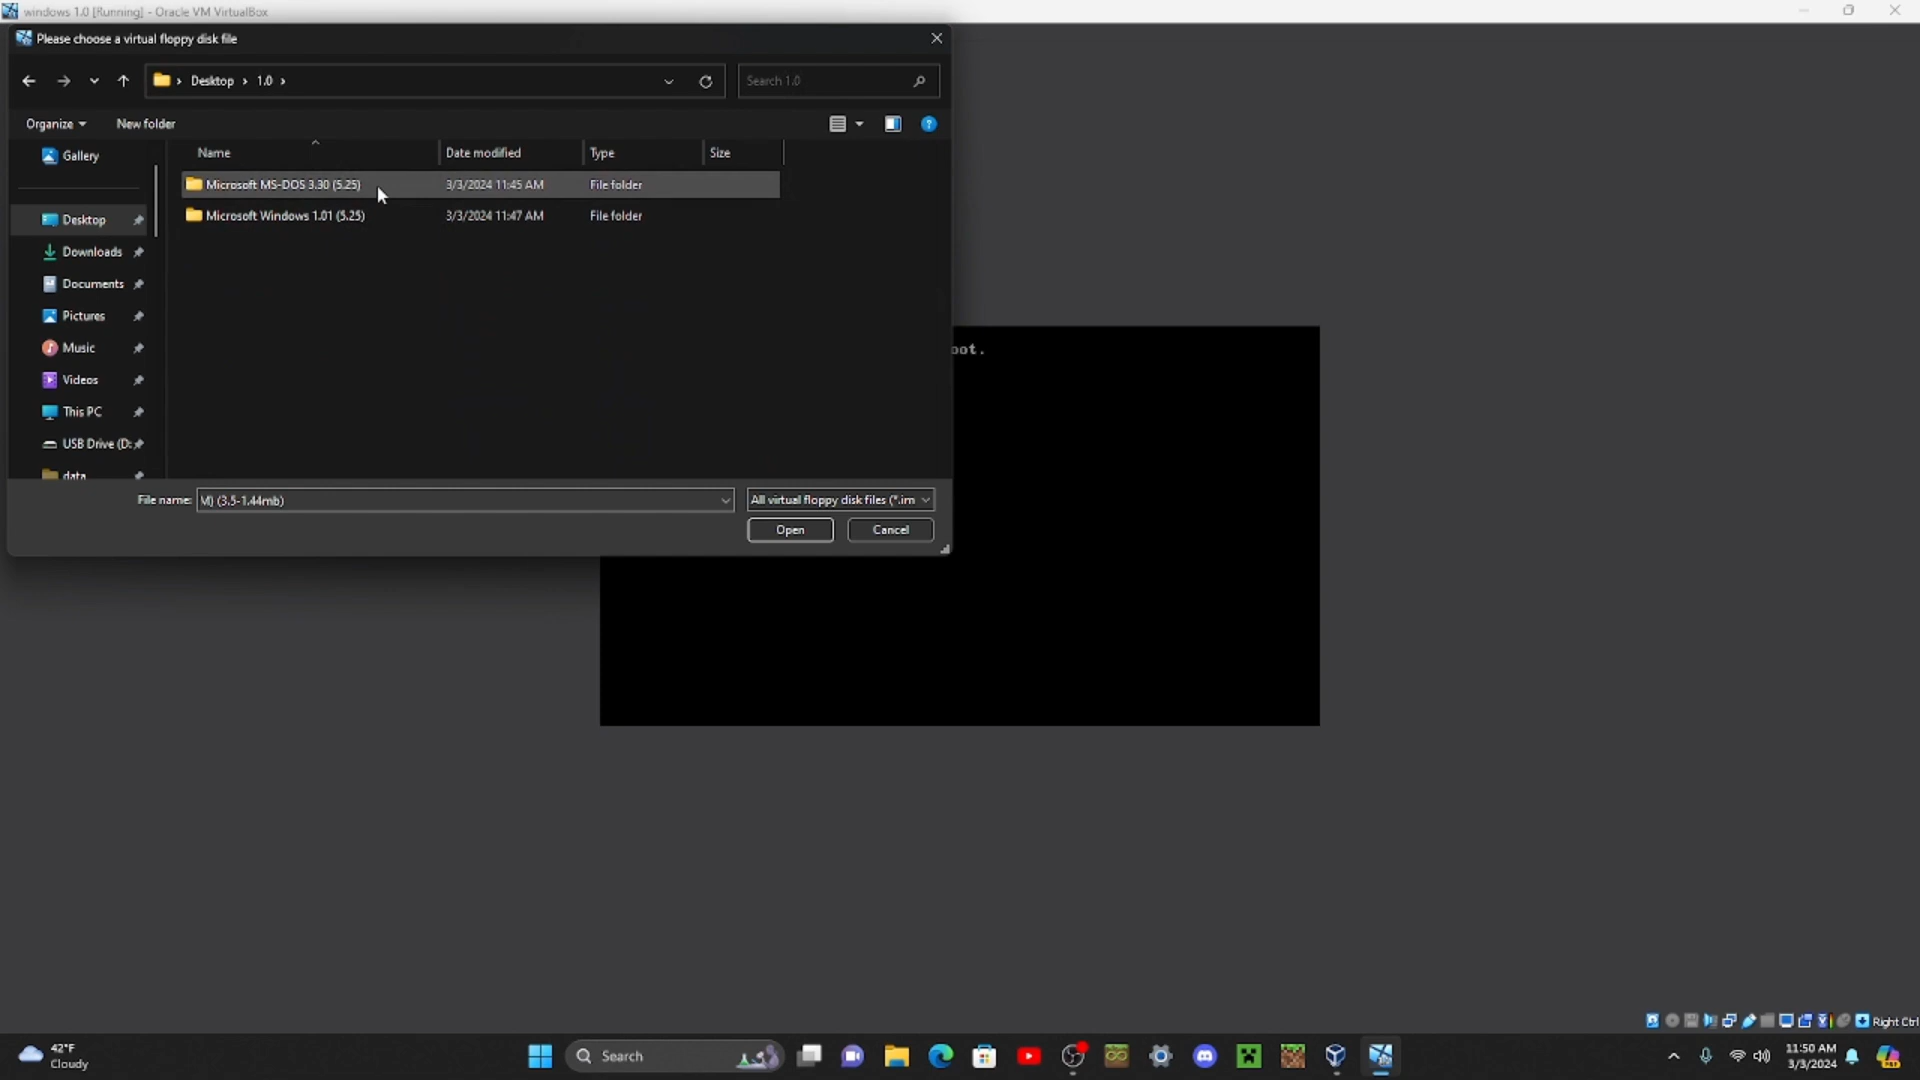 windows 1.0 [Running] - Oracle VM VirtualBox
Please choose a virtual floppy disk file
Desktop 1.0
Search 1.0
Organize New folder
Gallery
Name Date modified Type Size
Microsoft MS-DOS 3.30 (5.25) 3/3/2024 11:45 AM File folder
Microsoft Windows 1.01 (5.25) 3/3/2024 11:47 AM File folder
Desktop
Downloads
Documents
Pictures
Music
Videos
This PC
USB Drive (D:
data
oot.
File name: M) (3.5-1.44mb) All virtual floppy disk files (*.im
Open Cancel
Right Ctrl
42°F
Cloudy
Search
11:50 AM
3/3/2024